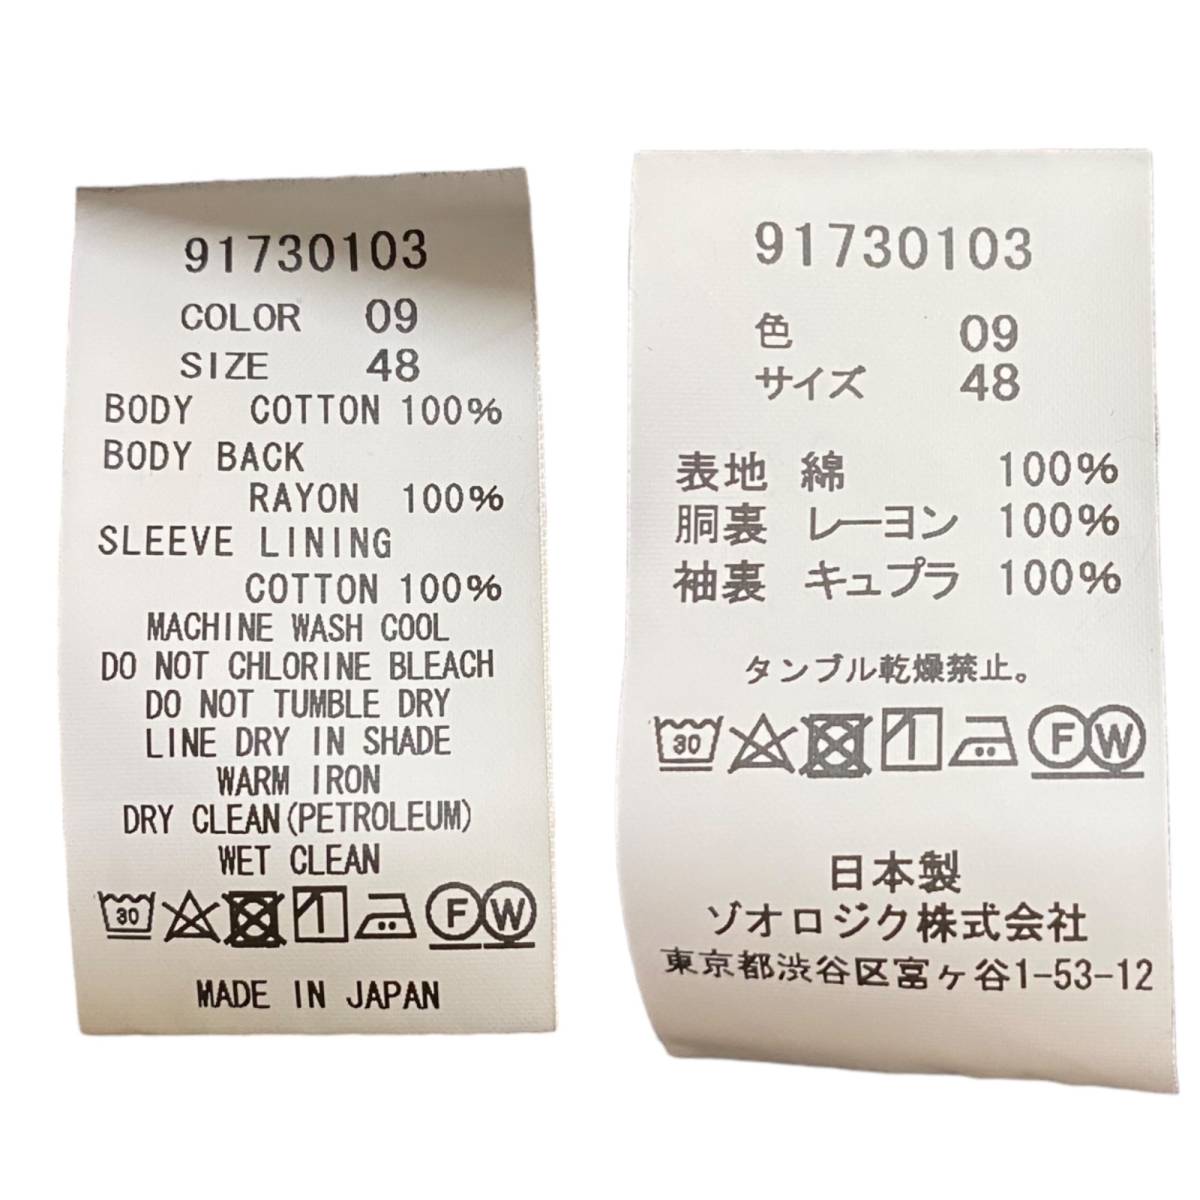 91730103
COLOR 09
SIZE 48
BODY COTTON 100%
BODY BACK
RAYON 100%
SLEEVE LINING
COTTON 100%
MACHINE WASH COOL
DO NOT CHLORINE BLEACH
DO NOT TUMBLE DRY
LINE DRY IN SHADE
WARM IRON
DRY CLEAN(PETROLEUM)
WET CLEAN
30 F W
MADE IN JAPAN
91730103
色 09
サイズ 48
表地 綿 100%
胴裏 レーヨン 100%
袖裏 キュプラ 100%
タンブル乾燥禁止。
30 F W
日本製
ゾオロジク株式会社
東京都渋谷区富ヶ谷1-53-12